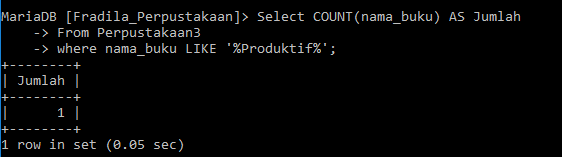 MariaDB [Fradila_Perpustakaan]> Select COUNT(nama_buku) AS Jumlah
    -> From Perpustakaan3
    -> where nama_buku LIKE '%Produktif%';
+--------+
| Jumlah |
+--------+
|      1 |
+--------+
1 row in set (0.05 sec)